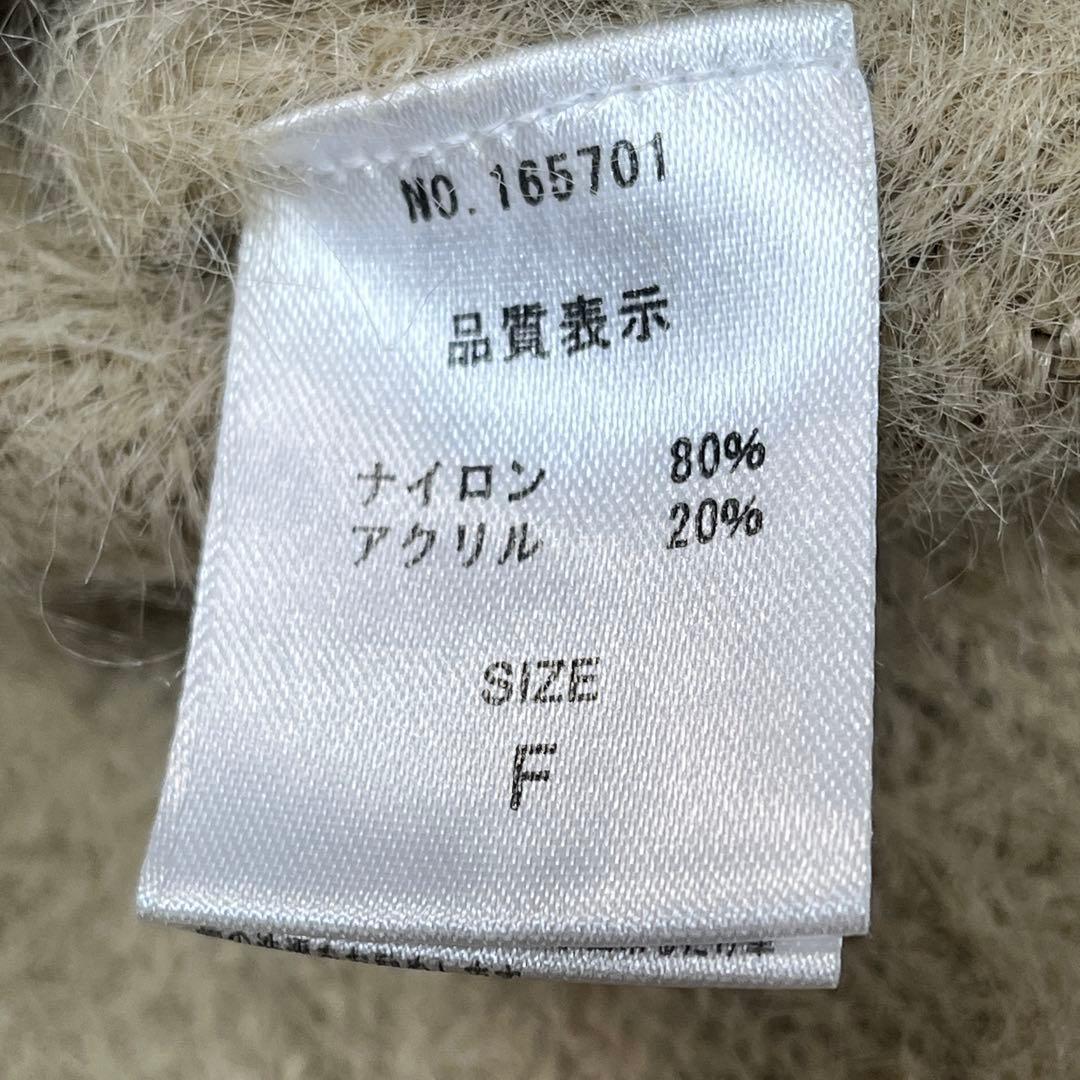 NO. 165701
品質表示
ナイロン 80%
アクリル 20%
SIZE
F